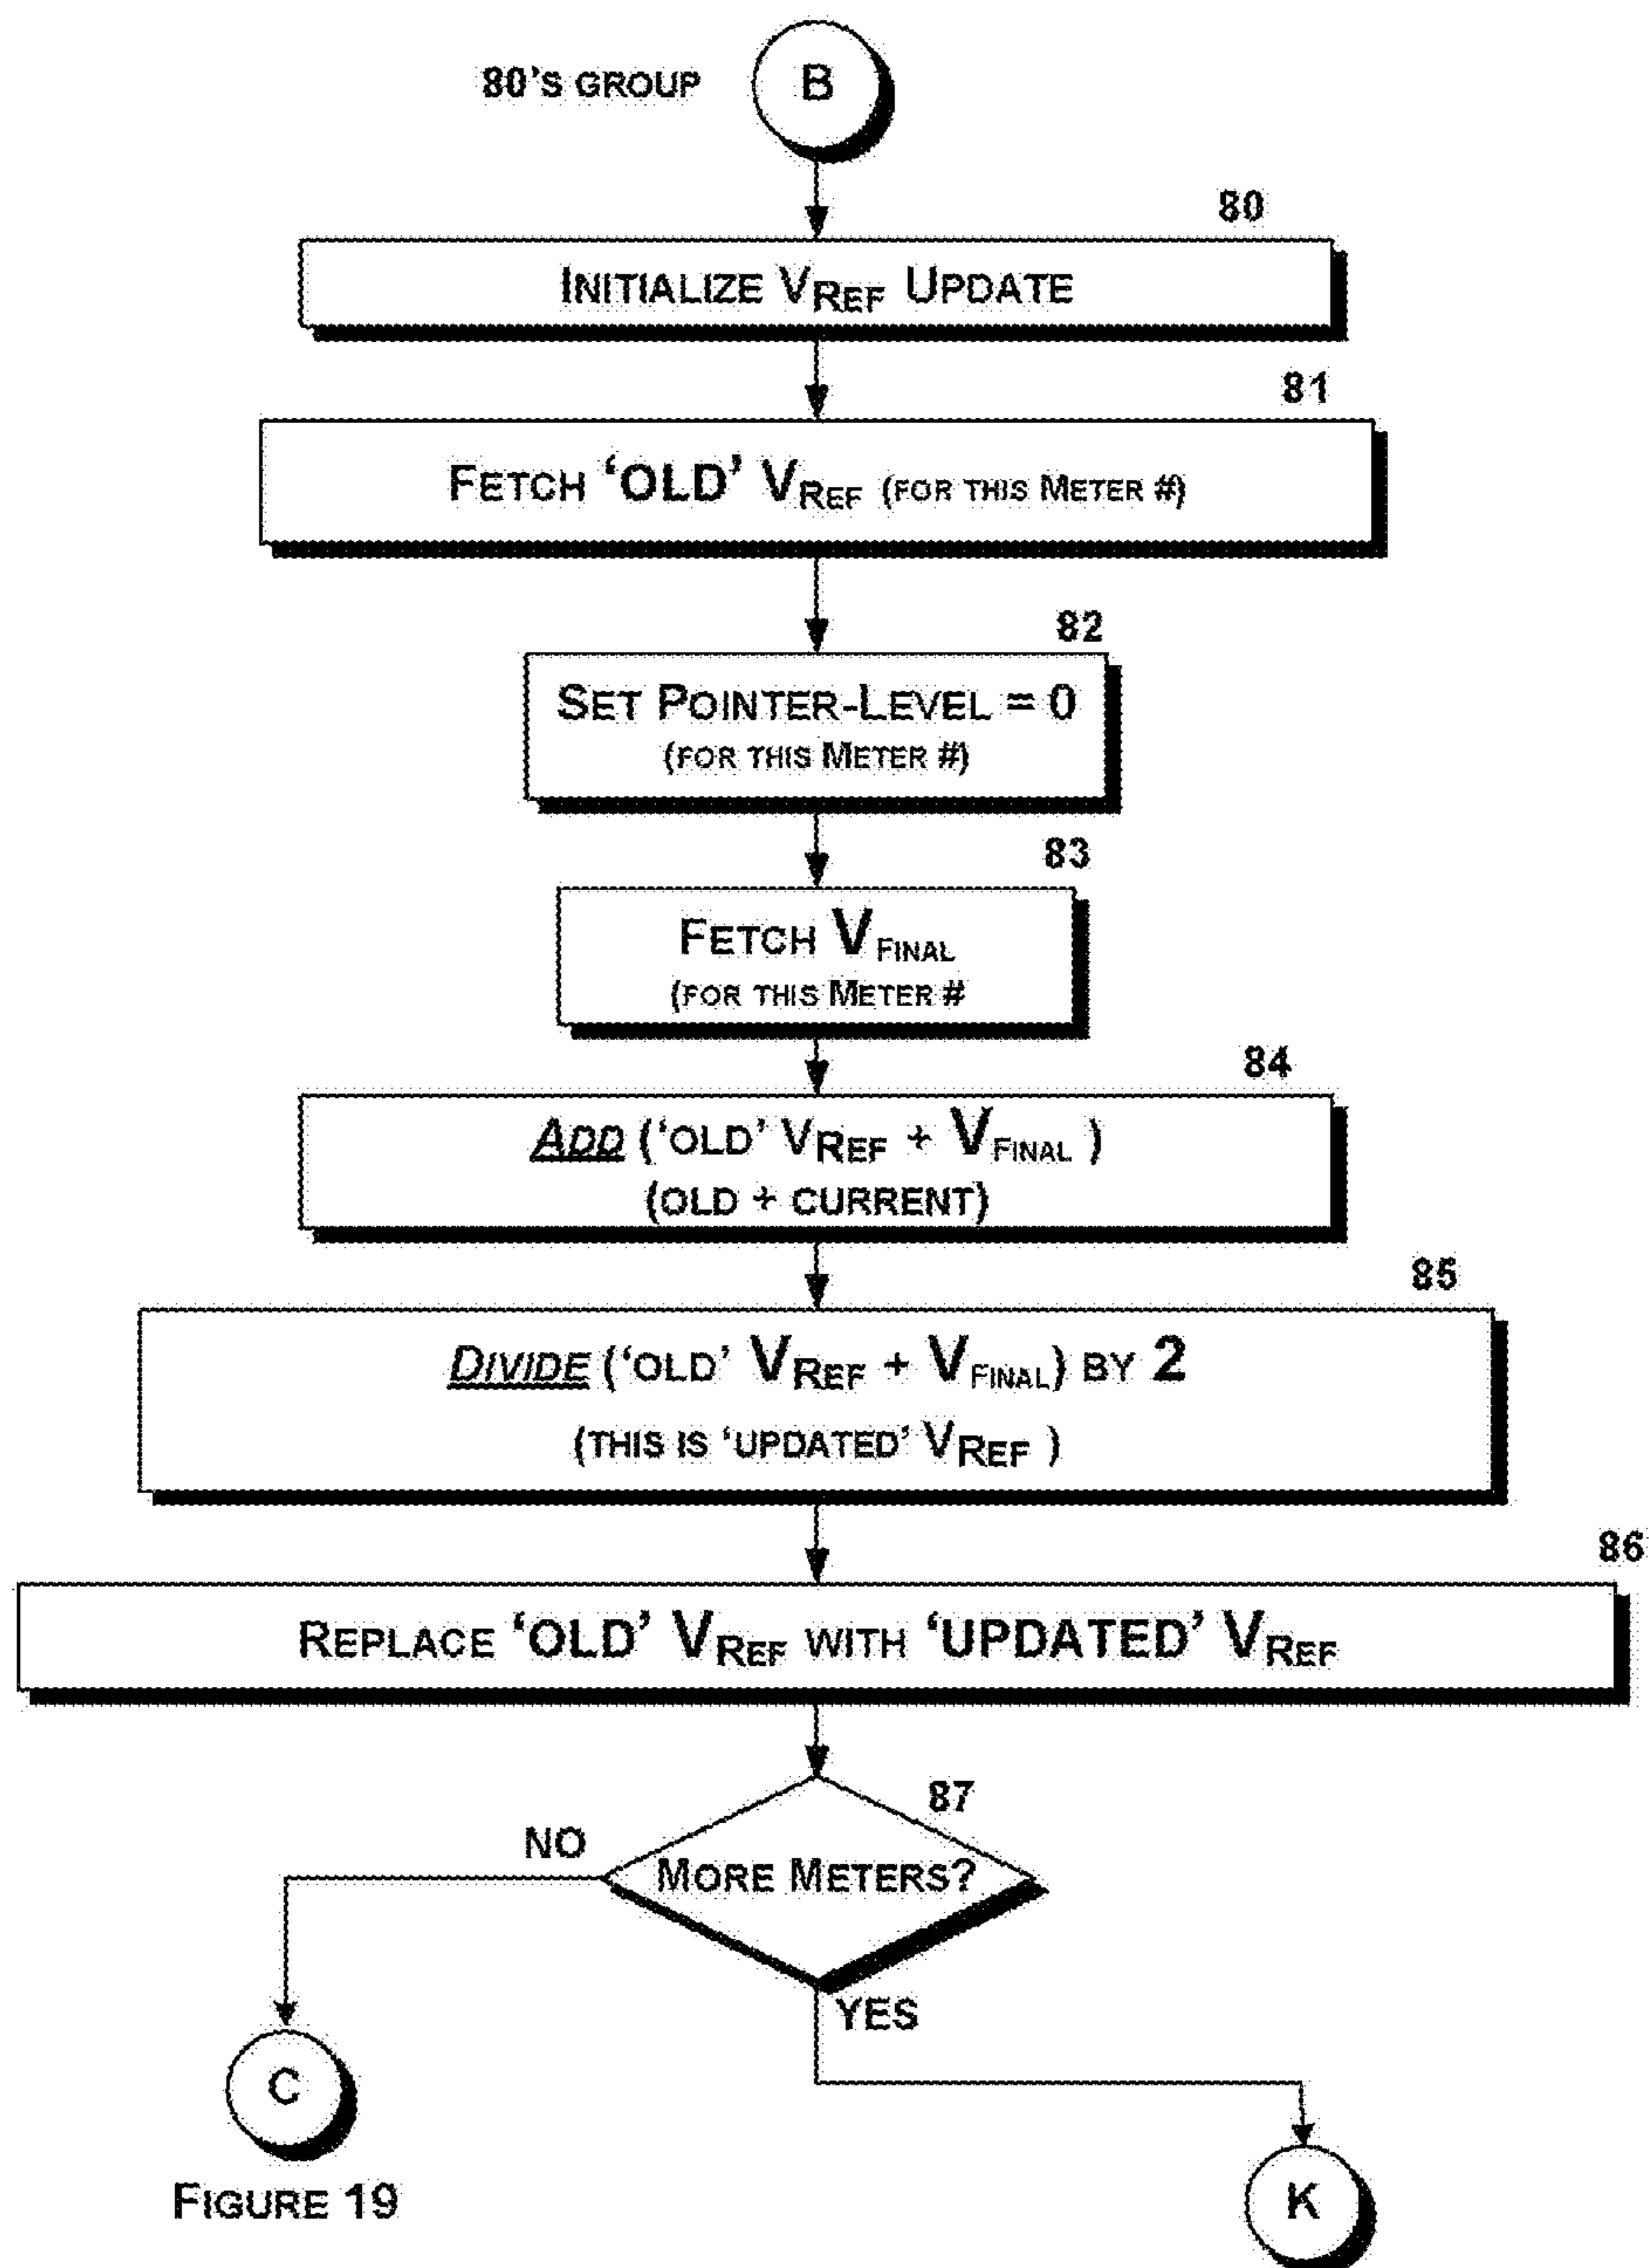 80'S GROUP
B
80
INITIALIZE VREF UPDATE
81
FETCH 'OLD' VREF (FOR THIS METER #)
82
SET POINTER-LEVEL = 0
(FOR THIS METER #)
83
FETCH VFINAL
(FOR THIS METER #
84
ADD ('OLD' VREF + VFINAL )
(OLD + CURRENT)
85
DIVIDE ('OLD' VREF + VFINAL) BY 2
(THIS IS 'UPDATED' VREF )
86
REPLACE 'OLD' VREF WITH 'UPDATED' VREF
87
MORE METERS?
NO
YES
C
K
FIGURE 19